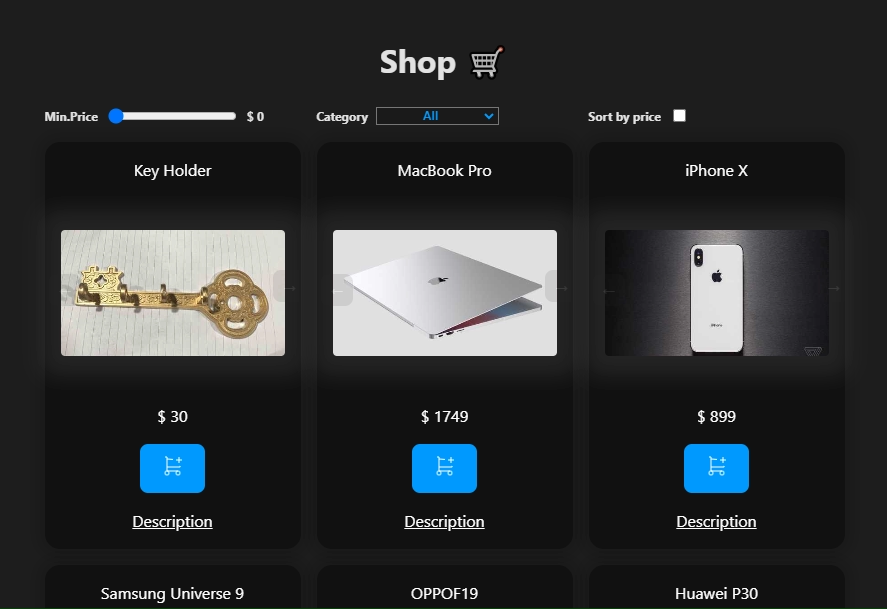 Shop
Min.Price $ 0 Category All Sort by price
Key Holder
MacBook Pro
iPhone X
iPhone
$ 30
$ 1749
$ 899
Description
Description
Description
Samsung Universe 9
OPPOF19
Huawei P30